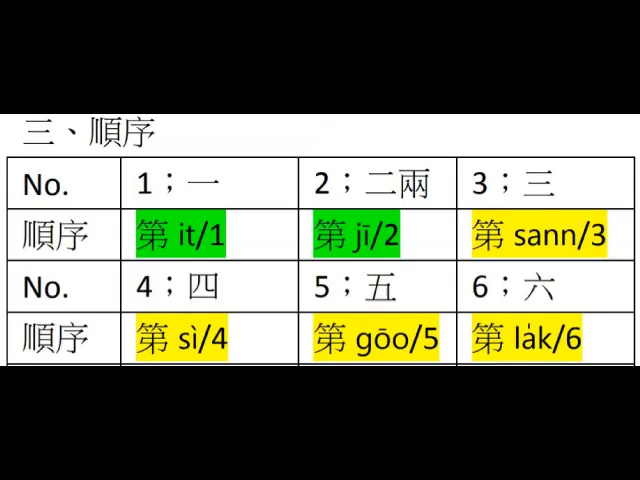 三、順序
No. 1；一 2；二兩 3；三
順序 第 it/1 第 jī/2 第 sann/3
No. 4；四 5；五 6；六
順序 第 sì/4 第 gōo/5 第 la̍k/6